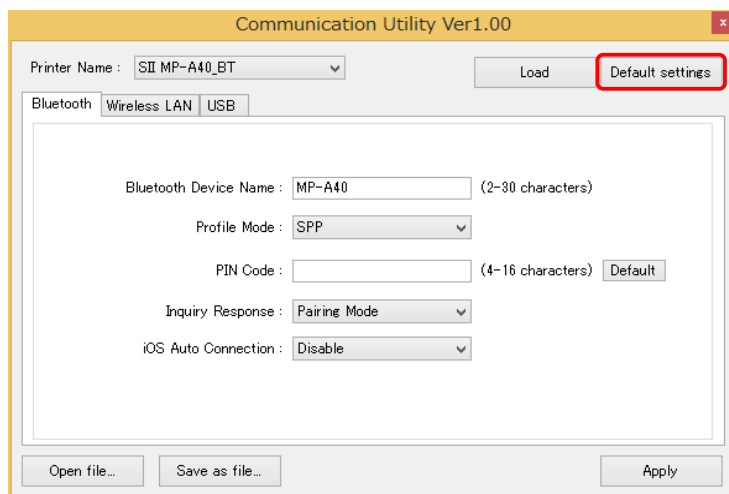 Communication Utility Ver1.00
x
Printer Name : SII MP-A40_BT
Load
Default settings
Bluetooth Wireless LAN USB
Bluetooth Device Name : MP-A40 (2-30 characters)
Profile Mode : SPP
PIN Code : (4-16 characters) Default
Inquiry Response : Pairing Mode
iOS Auto Connection : Disable
Open file... Save as file... Apply